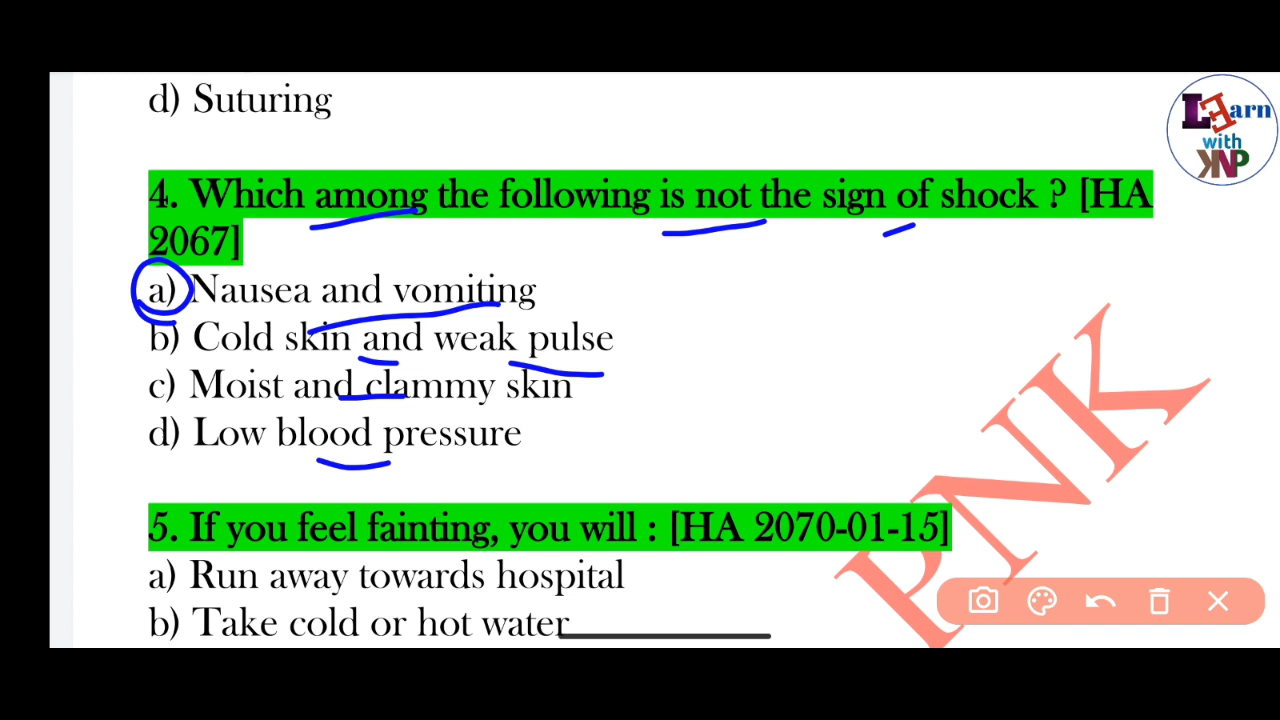 d) Suturing
LEarn
with
KNP
4. Which among the following is not the sign of shock ? [HA
2067]
a) Nausea and vomiting
b) Cold skin and weak pulse
c) Moist and clammy skin
d) Low blood pressure
PNK
5. If you feel fainting, you will : [HA 2070-01-15]
a) Run away towards hospital
b) Take cold or hot water